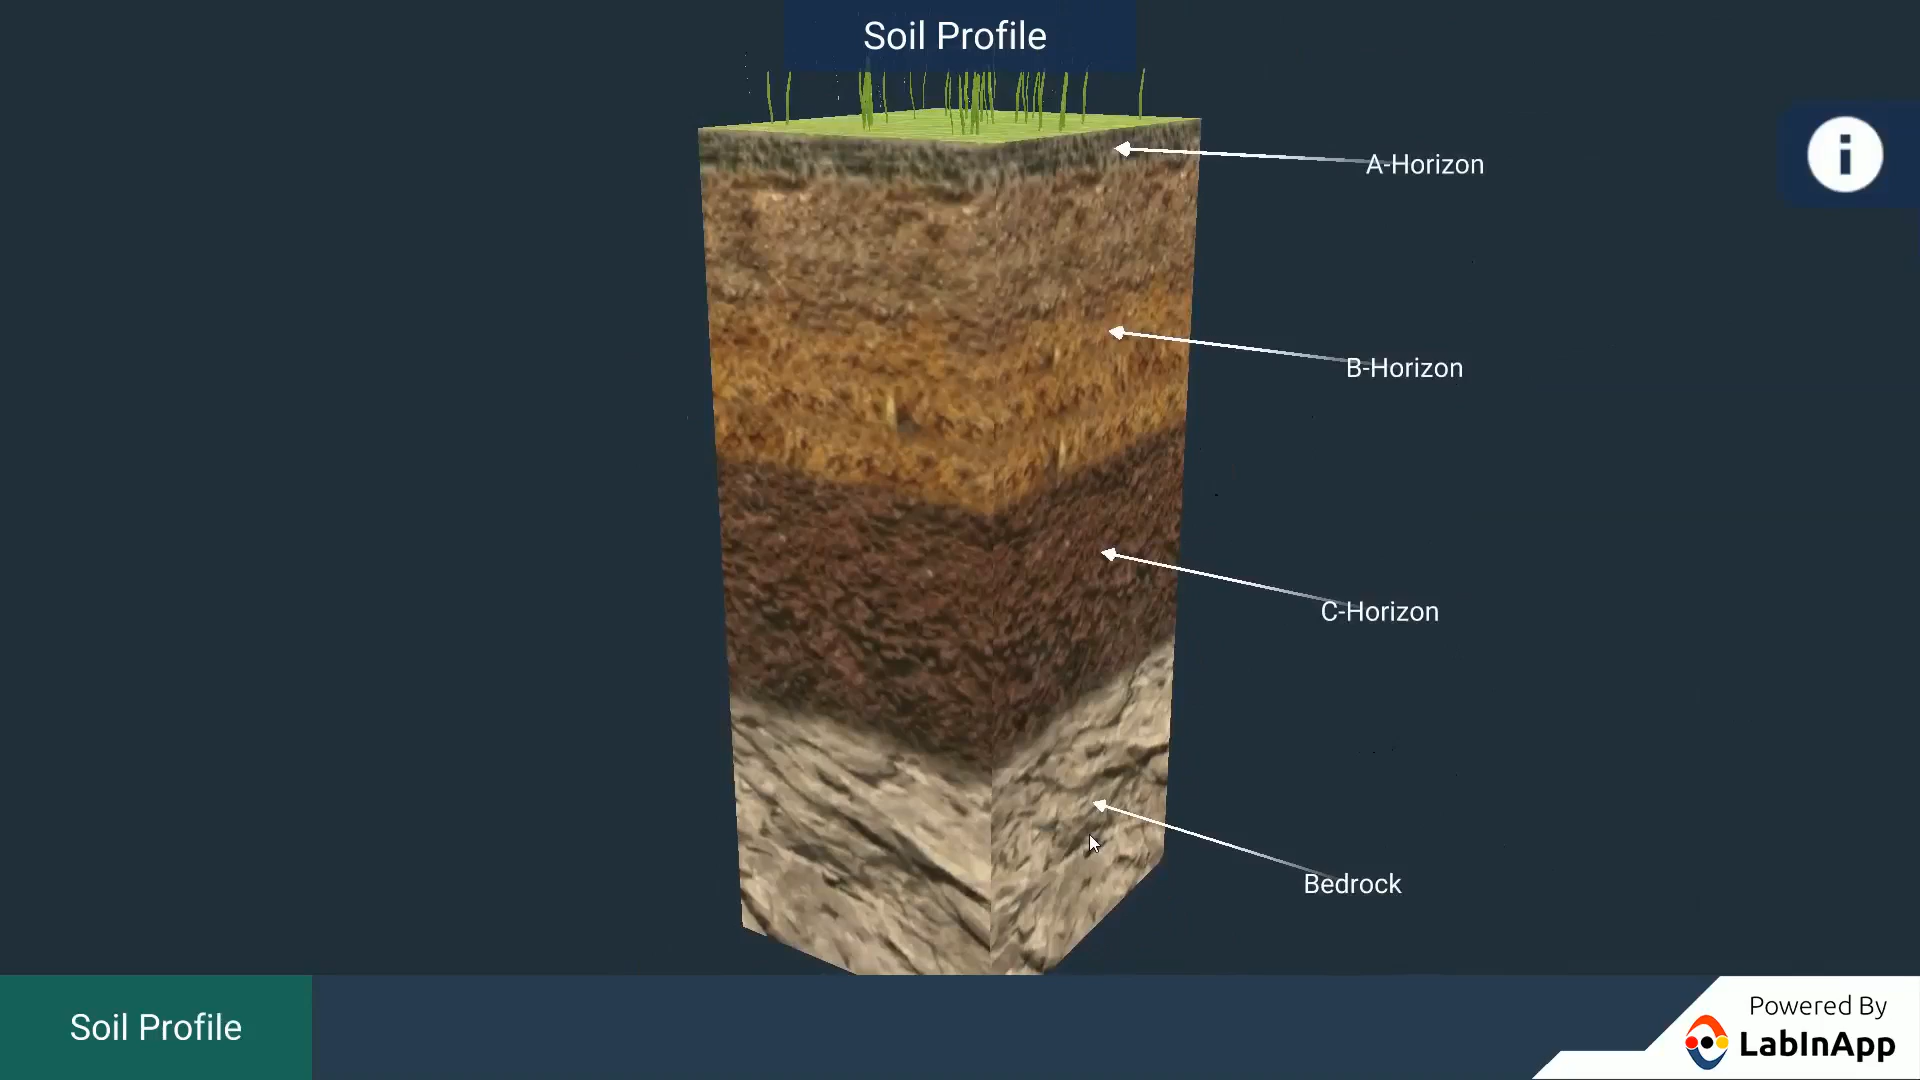 Soil Profile
A-Horizon
B-Horizon
C-Horizon
Bedrock
Soil Profile
Powered By
LabInApp